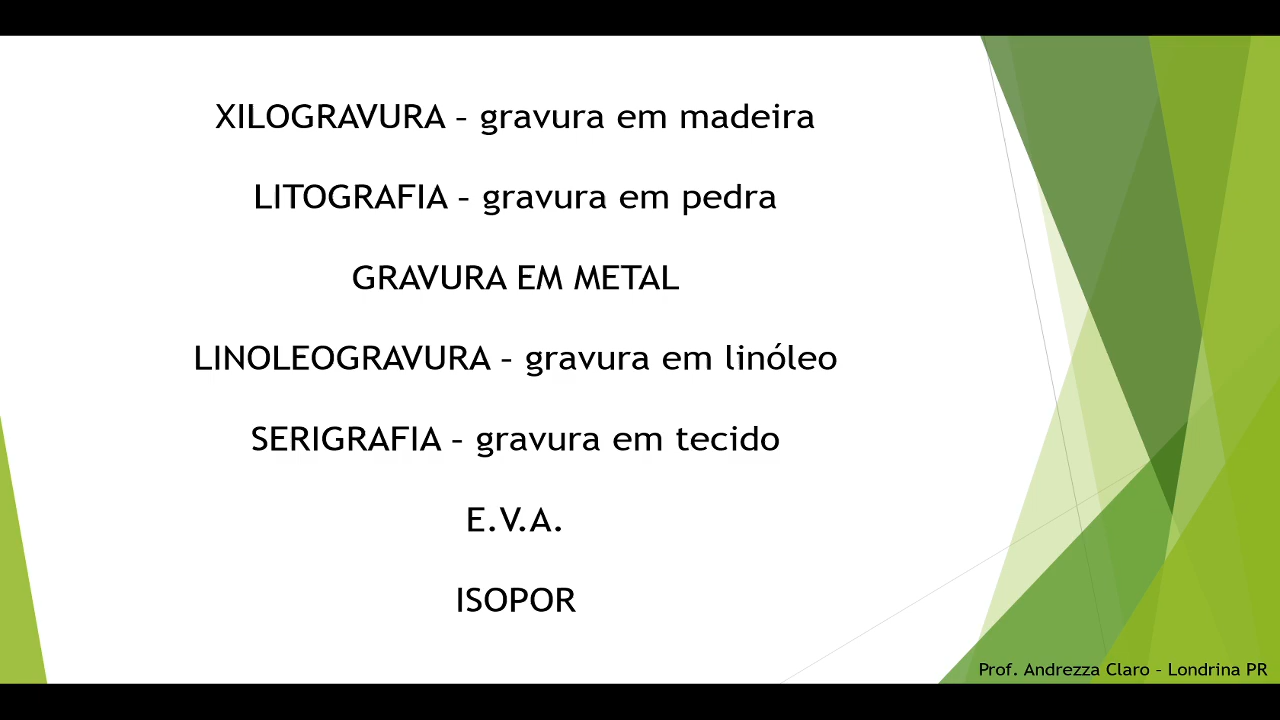 XILOGRAVURA – gravura em madeira
LITOGRAFIA – gravura em pedra
GRAVURA EM METAL
LINOLEOGRAVURA – gravura em linóleo
SERIGRAFIA – gravura em tecido
E.V.A.
ISOPOR
Prof. Andrezza Claro – Londrina PR